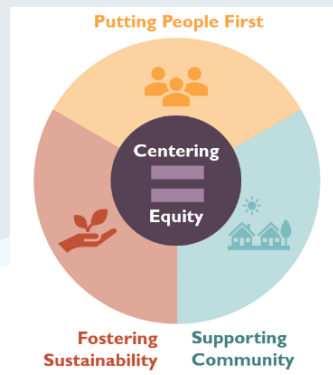 Putting People First
Centering
Equity
Fostering
Sustainability
Supporting
Community